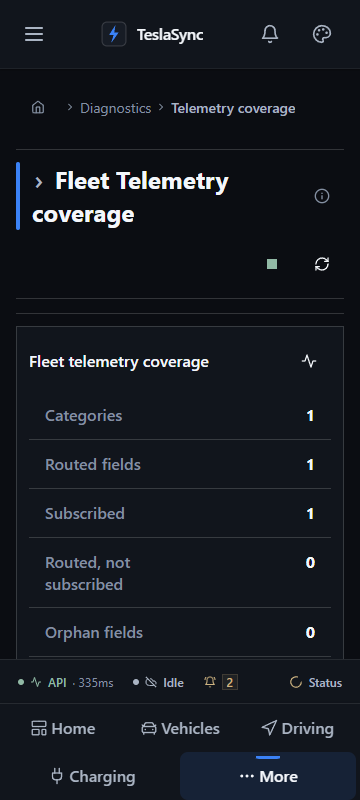 TeslaSync
Diagnostics > Telemetry coverage
› Fleet Telemetry
coverage
Fleet telemetry coverage
Categories 1
Routed fields 1
Subscribed 1
Routed, not
subscribed 0
Orphan fields 0
API · 335ms Idle 2 Status
Home Vehicles Driving
Charging ··· More